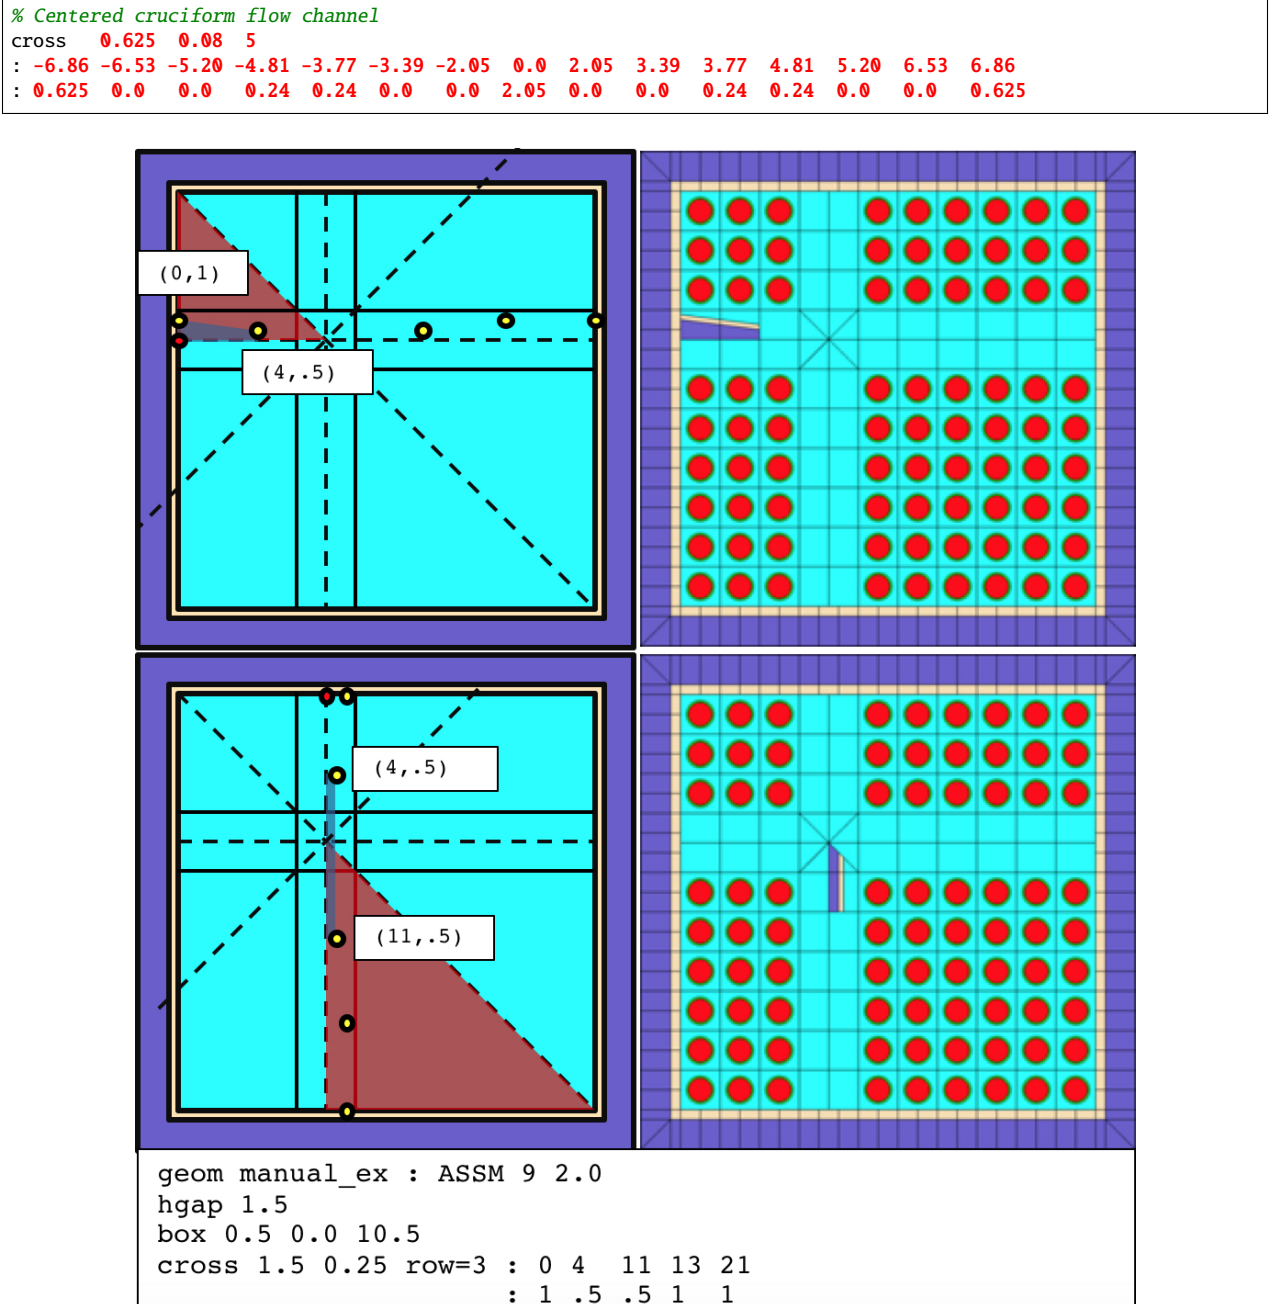 % Centered cruciform flow channel
cross 0.625 0.08 5
: -6.86 -6.53 -5.20 -4.81 -3.77 -3.39 -2.05 0.0 2.05 3.39 3.77 4.81 5.20 6.53 6.86
: 0.625 0.0 0.0 0.24 0.24 0.0 0.0 2.05 0.0 0.0 0.24 0.24 0.0 0.0 0.625
(0,1)
(4,.5)
(4,.5)
(11,.5)
geom manual_ex : ASSM 9 2.0
hgap 1.5
box 0.5 0.0 10.5
cross 1.5 0.25 row=3 : 0 4 11 13 21
: 1 .5 .5 1 1